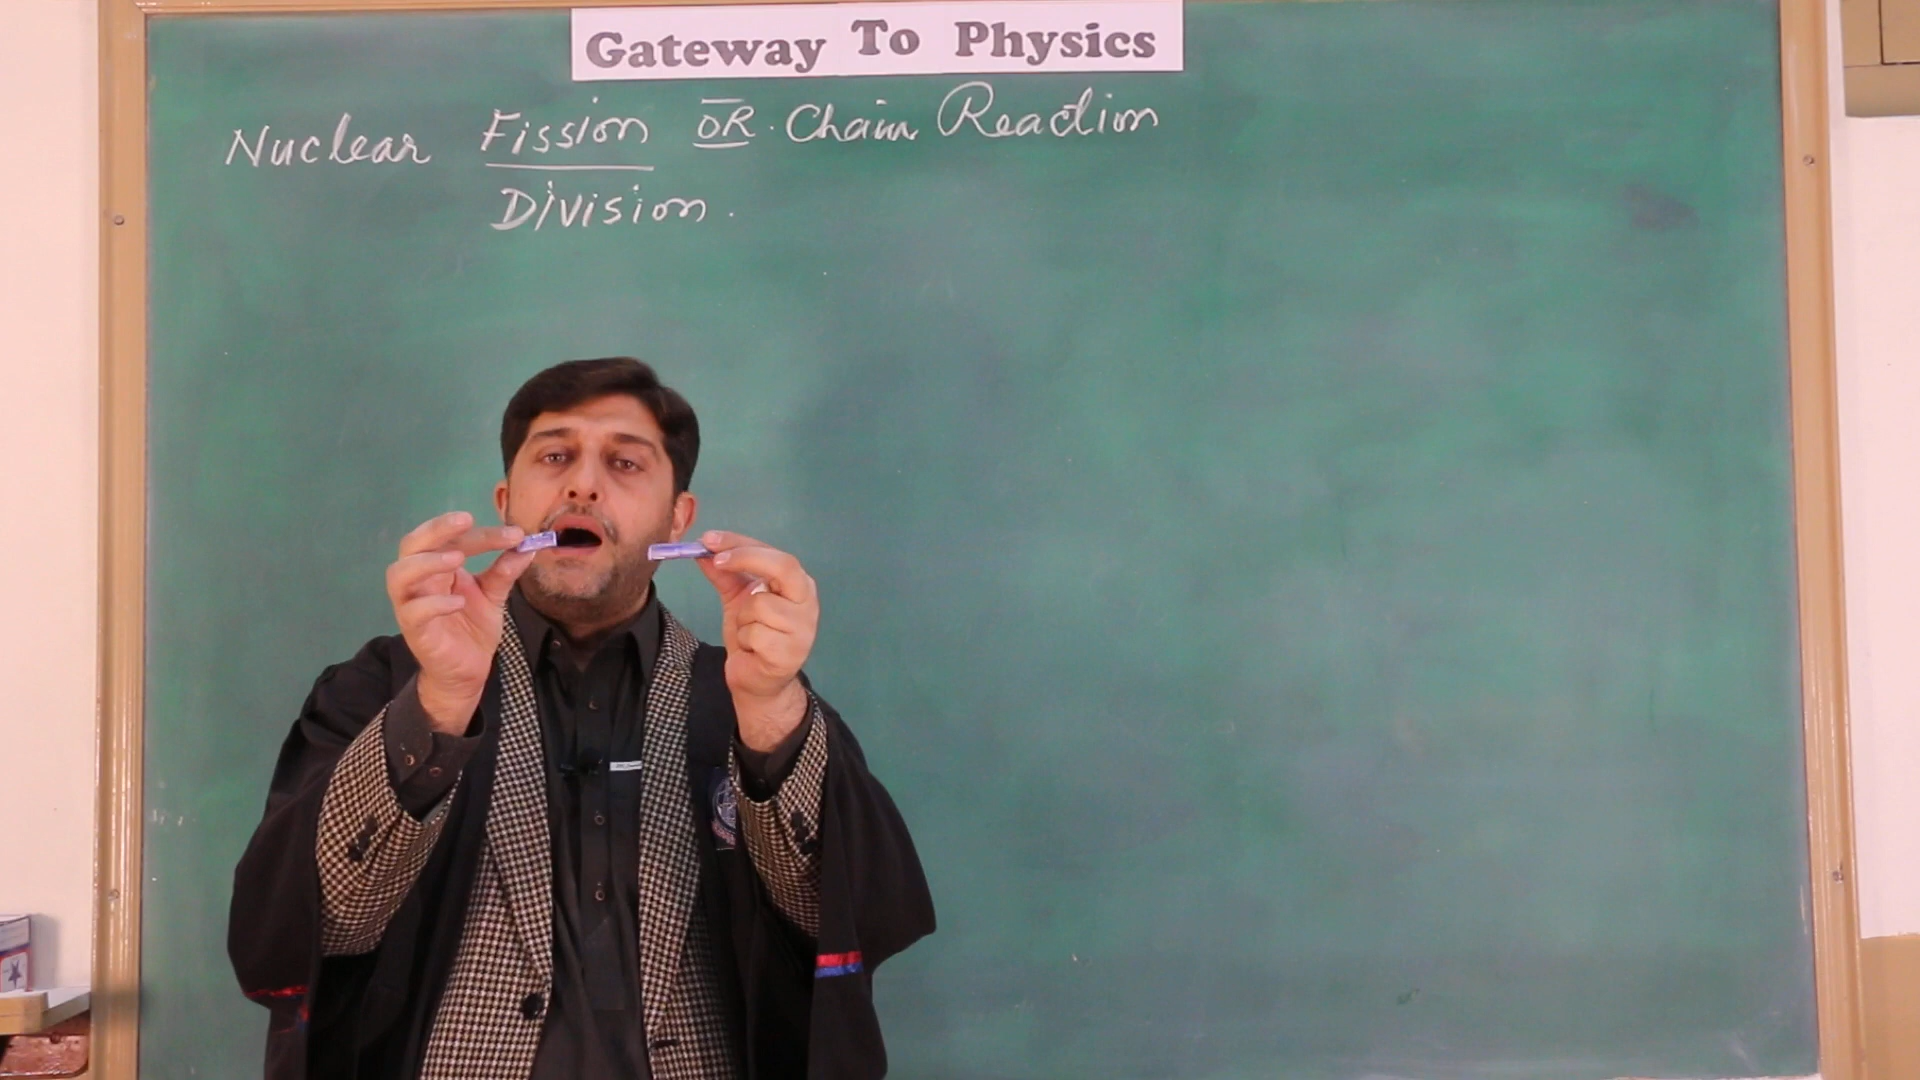 Gateway To Physics
Nuclear Fission OR. Chain Reaction
Division.